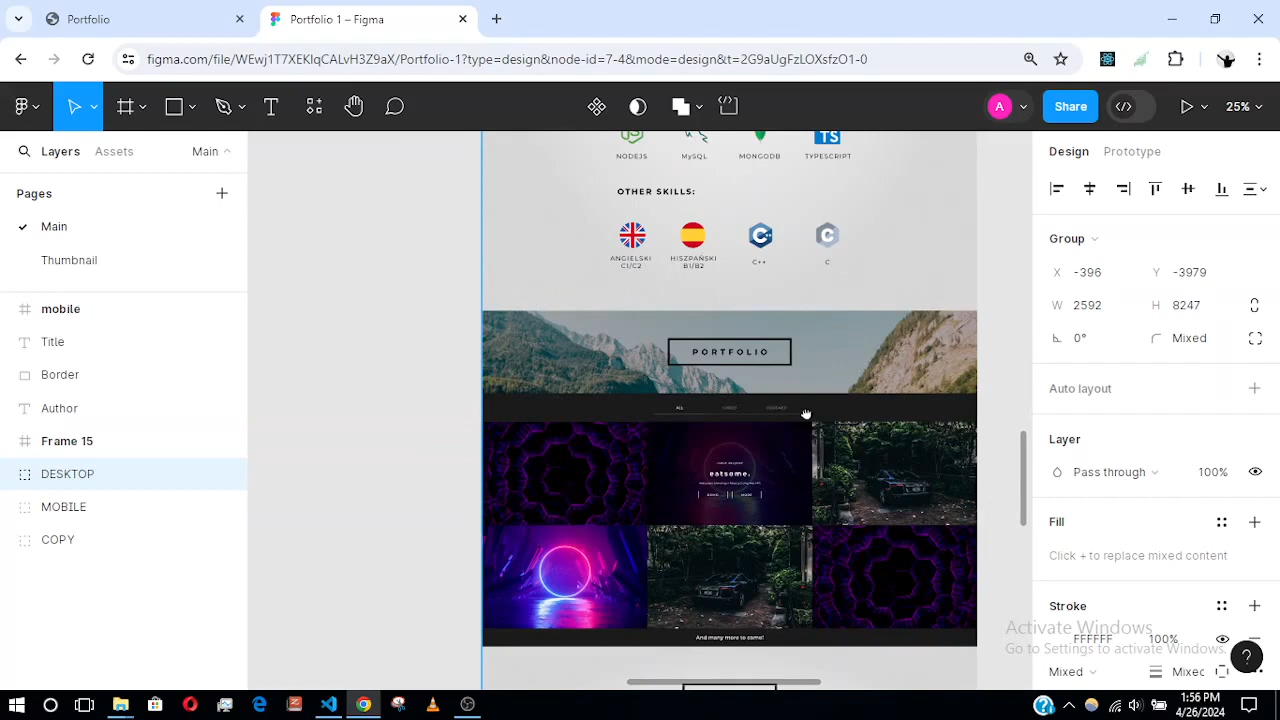 Portfolio
Portfolio 1 – Figma
figma.com/file/WEwj1T7XEKlqCALvH3Z9aX/Portfolio-1?type=design&node-id=7-4&mode=design&t=2G9aUgFzLOXsfzO1-0
A
Share
25%
Layers
Assets
Main
Design
Prototype
Pages
Main
Thumbnail
mobile
Title
Border
Author
Frame 15
DESKTOP
MOBILE
COPY
NODEJS
MySQL
MONGODB
TYPESCRIPT
TS
OTHER SKILLS:
ANGIELSKI
C1/C2
HISZPAŃSKI
B1/B2
C++
C
PORTFOLIO
ALL
eatsome.
DEMO
MORE
And many more to come!
Group
X -396
Y -3979
W 2592
H 8247
0°
Mixed
Auto layout
Layer
Pass through
100%
Fill
Click + to replace mixed content
Stroke
FFFFFF
100%
Mixed
Mixed
Activate Windows
Go to Settings to activate Windows.
1:56 PM
4/26/2024